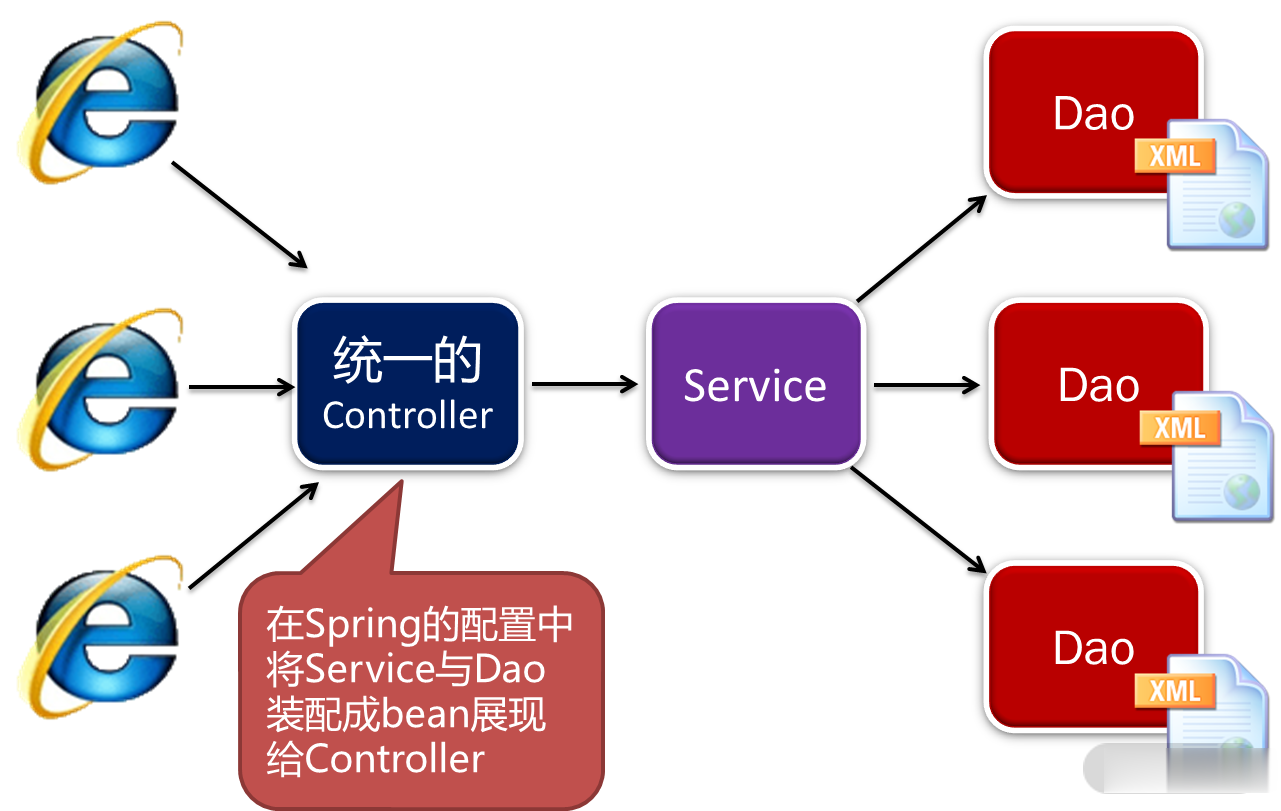 Dao
XML
统一的
Controller
Service
Dao
XML
在Spring的配置中
将Service与Dao
装配成bean展现
给Controller
Dao
XML